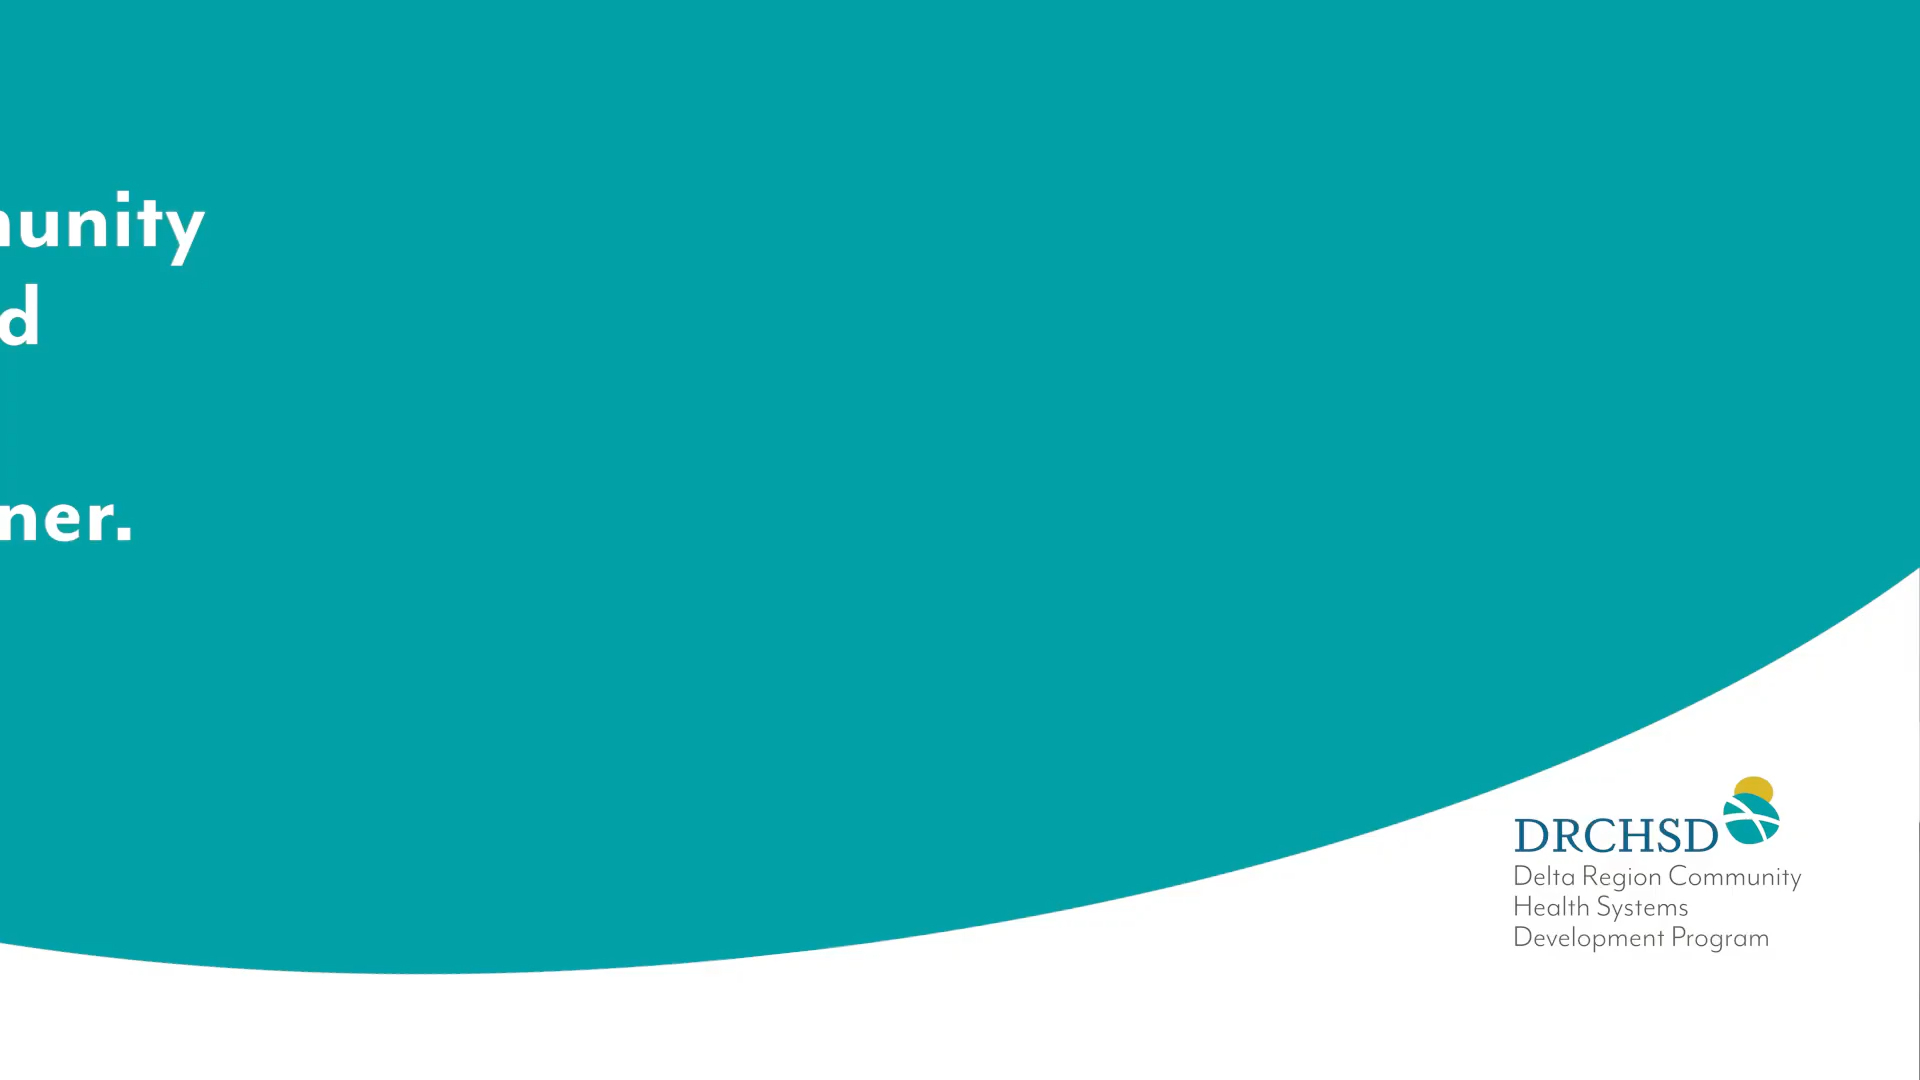 unity
d
ner.
DRCHSD
Delta Region Community
Health Systems
Development Program